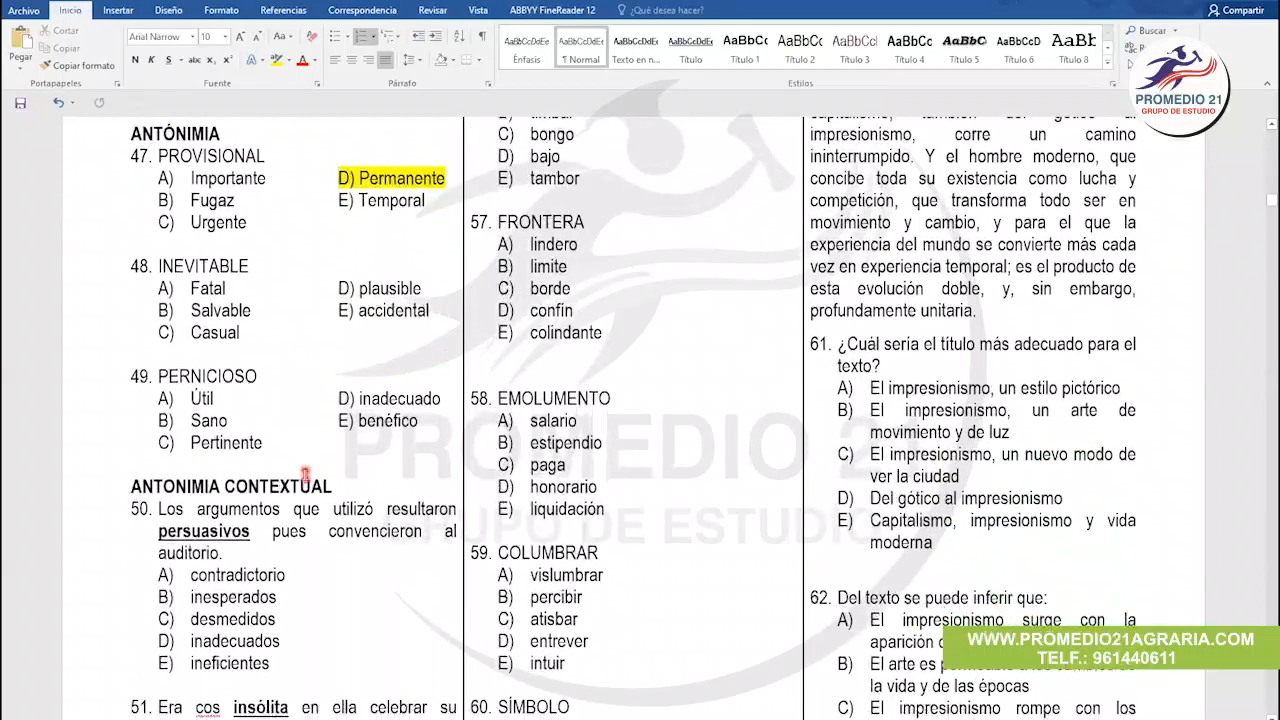 Archivo Inicio Insertar Diseño Formato Referencias Correspondencia Revisar Vista ABBYY FineReader 12 ¿Qué desea hacer? Compartir
Pegar
Cortar
Copiar
Copiar formato
Portapapeles
Arial Narrow 10
Fuente
Párrafo
AaBbCcDdEe AaBbCcDdEe AaBbCcDdE AaBbCcDdE AaBbCc AaBbCc AaBbCcI AaBbCc AaBbC AaBbCcD AaBb
Énfasis ¶ Normal Texto en n... Título Título 1 Título 2 Título 3 Título 4 Título 5 Título 6 Título 8
Estilos
Buscar
PROMEDIO 21
GRUPO DE ESTUDIO
ANTÓNIMIA
47. PROVISIONAL
A) Importante D) Permanente
B) Fugaz E) Temporal
C) Urgente
48. INEVITABLE
A) Fatal D) plausible
B) Salvable E) accidental
C) Casual
49. PERNICIOSO
A) Útil D) inadecuado
B) Sano E) benéfico
C) Pertinente
ANTONIMIA CONTEXTUAL
50. Los argumentos que utilizó resultaron
persuasivos pues convencieron al
auditorio.
A) contradictorio
B) inesperados
C) desmedidos
D) inadecuados
E) ineficientes
51. Era cos insólita en ella celebrar su
C) bongo
D) bajo
E) tambor
57. FRONTERA
A) lindero
B) limite
C) borde
D) confín
E) colindante
58. EMOLUMENTO
A) salario
B) estipendio
C) paga
D) honorario
E) liquidación
59. COLUMBRAR
A) vislumbrar
B) percibir
C) atisbar
D) entrever
E) intuir
60. SÍMBOLO
impresionismo, corre un camino
ininterrumpido. Y el hombre moderno, que
concibe toda su existencia como lucha y
competición, que transforma todo ser en
movimiento y cambio, y para el que la
experiencia del mundo se convierte más cada
vez en experiencia temporal; es el producto de
esta evolución doble, y, sin embargo,
profundamente unitaria.
61. ¿Cuál sería el título más adecuado para el
texto?
A) El impresionismo, un estilo pictórico
B) El impresionismo, un arte de
movimiento y de luz
C) El impresionismo, un nuevo modo de
ver la ciudad
D) Del gótico al impresionismo
E) Capitalismo, impresionismo y vida
moderna
62. Del texto se puede inferir que:
A) El impresionismo surge con la
aparición
B) El arte es
la vida y de las épocas
C) El impresionismo rompe con los
PROMEDIO 21
GRUPO DE ESTUDIO
WWW.PROMEDIO21AGRARIA.COM
TELF.: 961440611